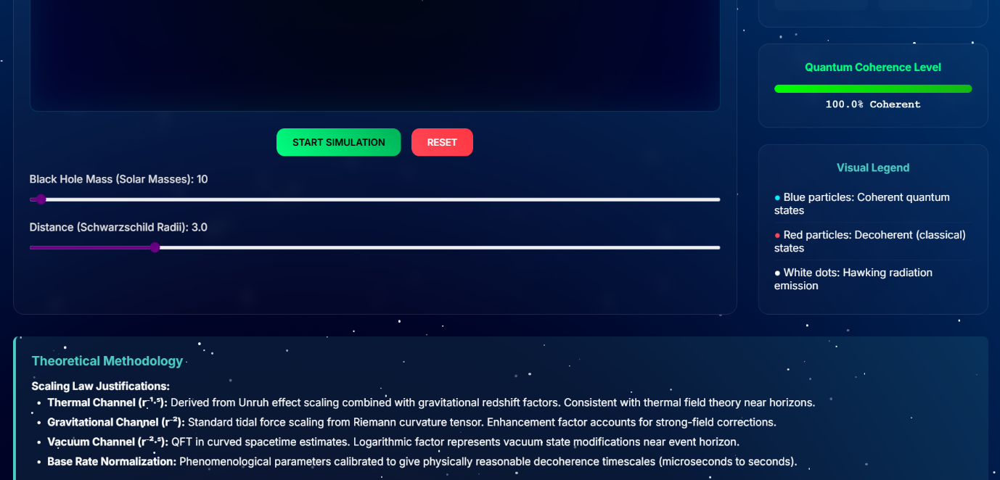 Quantum Coherence Level
100.0% Coherent
START SIMULATION
RESET
Black Hole Mass (Solar Masses): 10
Distance (Schwarzschild Radii): 3.0
Visual Legend
● Blue particles: Coherent quantum
states
● Red particles: Decoherent (classical)
states
● White dots: Hawking radiation
emission
Theoretical Methodology
Scaling Law Justifications:
• Thermal Channel (r⁻¹·⁵): Derived from Unruh effect scaling combined with gravitational redshift factors. Consistent with thermal field theory near horizons.
• Gravitational Channel (r⁻²): Standard tidal force scaling from Riemann curvature tensor. Enhancement factor accounts for strong-field corrections.
• Vacuum Channel (r⁻²·⁵): QFT in curved spacetime estimates. Logarithmic factor represents vacuum state modifications near event horizon.
• Base Rate Normalization: Phenomenological parameters calibrated to give physically reasonable decoherence timescales (microseconds to seconds).